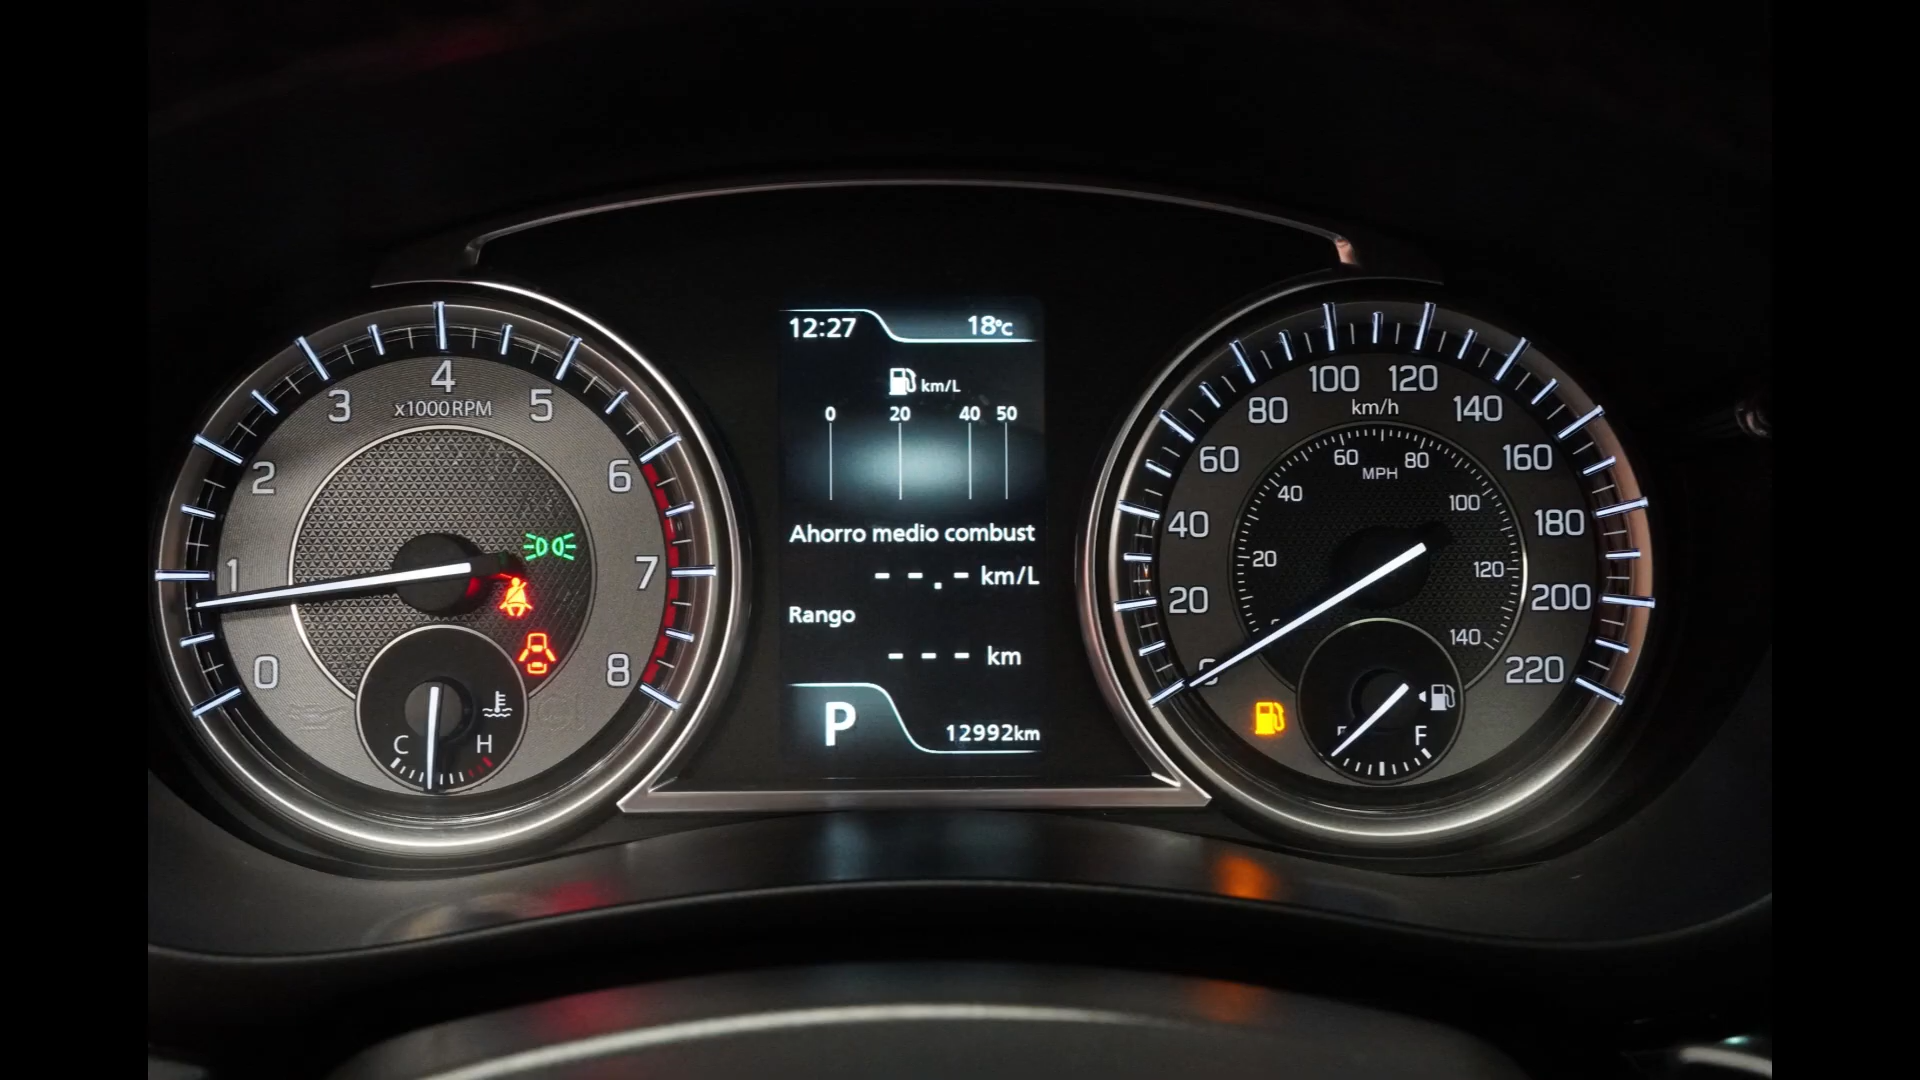 12:27 18°C
km/L
0 20 40 50
Ahorro medio combust
--.- km/L
Rango
--- km
P 12992km
0 1 2 3 4 5 6 7 8
x1000RPM
C H
20 40 60 80 100 120 140 160 180 200 220
km/h
20 40 60 80 100 120 140
MPH
F